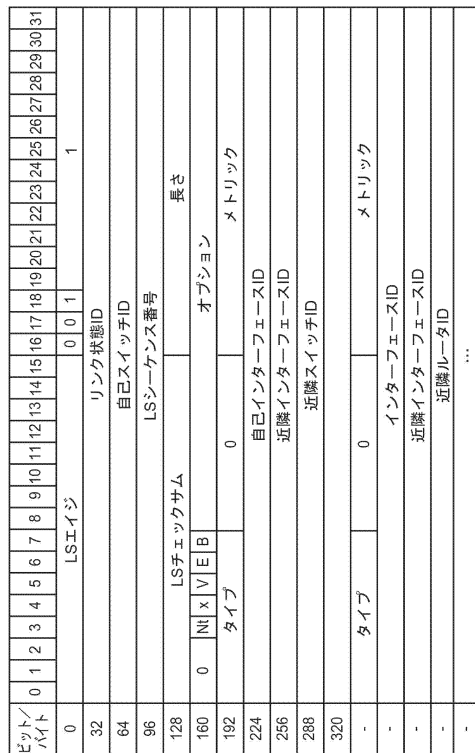 ビット/バイト 0 1 2 3 4 5 6 7 8 9 10 11 12 13 14 15 16 17 18 19 20 21 22 23 24 25 26 27 28 29 30 31
0 LSエイジ 0 0 1 1
32 リンク状態ID
64 自己スイッチID
96 LSシーケンス番号
128 LSチェックサム 長さ
160 0 Nt x V E B オプション
192 タイプ 0 メトリック
224 自己インターフェースID
256 近隣インターフェースID
288 近隣スイッチID
320
- タイプ 0 メトリック
- インターフェースID
- 近隣インターフェースID
- 近隣ルータID
- …